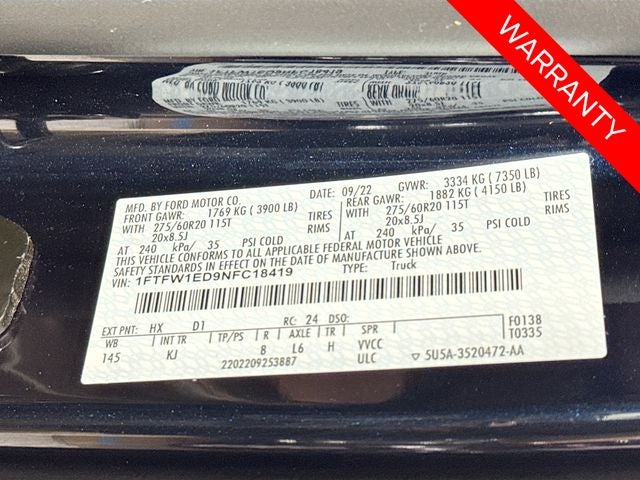 WARRANTY
MFD. BY FORD MOTOR CO.
DATE: 09/22 GVWR: 3334 KG ( 7350 LB)
FRONT GAWR: 1769 KG ( 3900 LB) REAR GAWR: 1882 KG ( 4150 LB)
WITH 275/60R20 115T TIRES WITH 275/60R20 115T TIRES
20x8.5J RIMS 20x8.5J RIMS
AT 240 kPa/ 35 PSI COLD AT 240 kPa/ 35 PSI COLD
THIS VEHICLE CONFORMS TO ALL APPLICABLE FEDERAL MOTOR VEHICLE
SAFETY STANDARDS IN EFFECT ON THE DATE OF MANUFACTURE SHOWN ABOVE.
VIN: 1FTFW1ED9NFC18419 TYPE: Truck
EXT PNT: HX D1 RC: 24 DSO: F0138
WB INT TR TP/PS R AXLE TR SPR T0335
145 KJ 8 L6 H VVCC
2202209253887 ULC 5U5A-3520472-AA